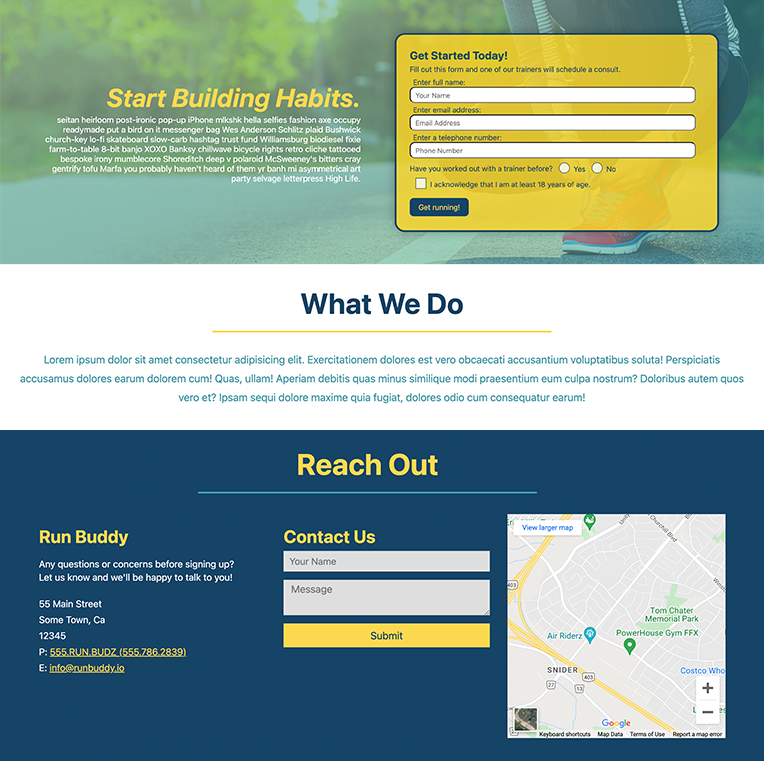 Start Building Habits.
seitan heirloom post-ironic pop-up iPhone mlkshk hella selfies fashion axe occupy
readymade put a bird on it messenger bag Wes Anderson Schlitz plaid Bushwick
church-key lo-fi skateboard slow-carb hashtag trust fund Williamsburg biodiesel fixie
farm-to-table 8-bit banjo XOXO Banksy chillwave bicycle rights retro cliche tattooed
bespoke irony mumblecore Shoreditch deep v polaroid McSweeney's bitters cray
gentrify tofu Marfa you probably haven't heard of them yr banh mi asymmetrical art
party selvage letterpress High Life.
Get Started Today!
Fill out this form and one of our trainers will schedule a consult.
Enter full name:
Your Name
Enter email address:
Email Address
Enter a telephone number:
Phone Number
Have you worked out with a trainer before? Yes No
I acknowledge that I am at least 18 years of age.
Get running!
What We Do
Lorem ipsum dolor sit amet consectetur adipisicing elit. Exercitationem dolores est vero obcaecati accusantium voluptatibus soluta! Perspiciatis
accusamus dolores earum dolorem cum! Quas, ullam! Aperiam debitis quas minus similique modi praesentium eum culpa nostrum? Doloribus autem quos
vero et? Ipsam sequi dolore maxime quia fugiat, dolores odio cum consequatur earum!
Reach Out
Run Buddy
Any questions or concerns before signing up?
Let us know and we'll be happy to talk to you!
55 Main Street
Some Town, Ca
12345
P: 555.RUN.BUDZ (555.786.2839)
E: info@runbuddy.io
Contact Us
Your Name
Message
Submit
View larger map
Churchill Blvd
403
Tom Chater
Memorial Park
Air Riderz
PowerHouse Gym FFX
SNIDER
403
27
13
Costco Who
Google
Keyboard shortcuts
Map Data
Terms of Use
Report a map error